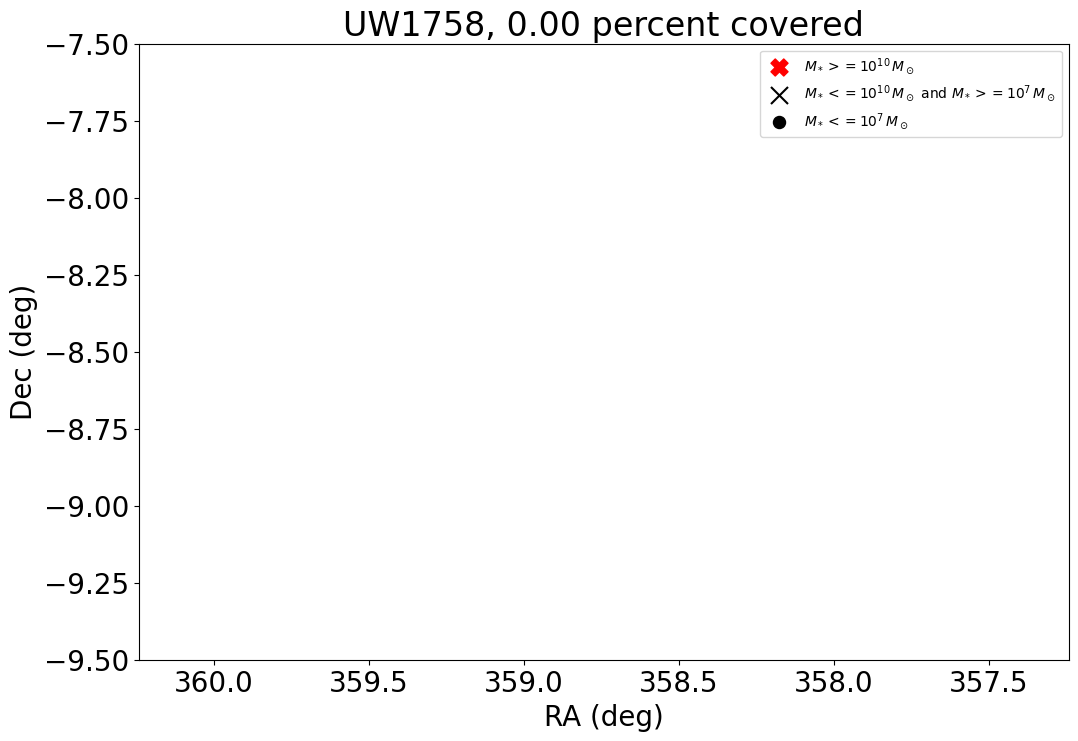 UW1758, 0.00 percent covered
−7.50
−7.75
−8.00
−8.25
−8.50
−8.75
−9.00
−9.25
−9.50
Dec (deg)
M* >= 10^10 M⊙
M* <= 10^10 M⊙ and M* >= 10^7 M⊙
M* <= 10^7 M⊙
360.0 359.5 359.0 358.5 358.0 357.5
RA (deg)